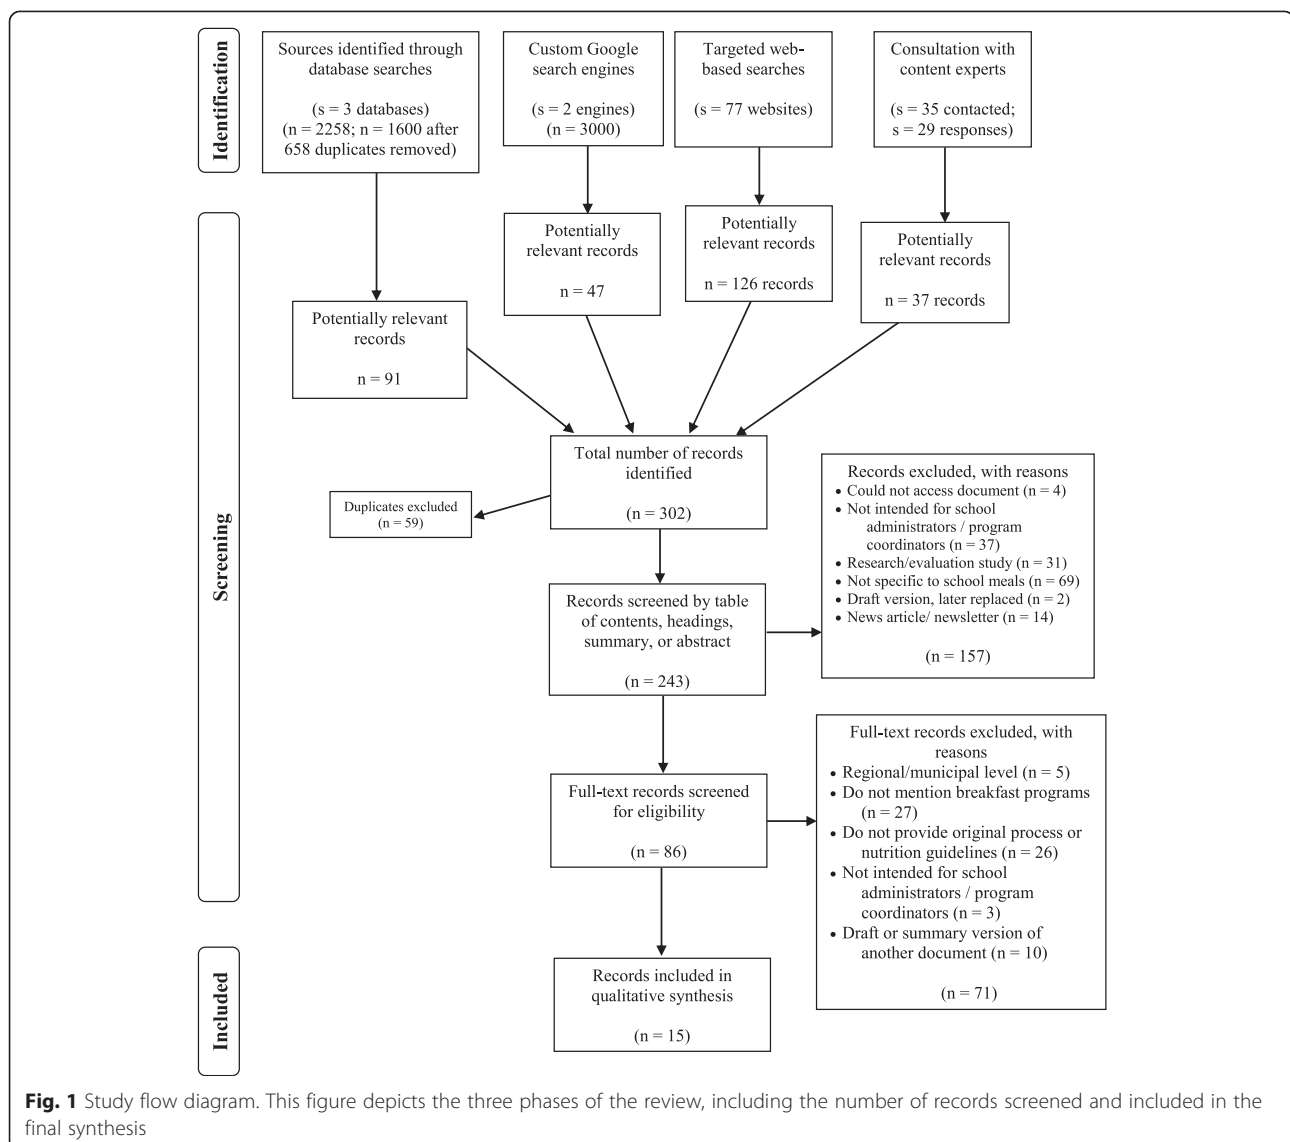 Identification
Sources identified through
database searches
(s = 3 databases)
(n = 2258; n = 1600 after
658 duplicates removed)
Custom Google
search engines
(s = 2 engines)
(n = 3000)
Targeted web-
based searches
(s = 77 websites)
Consultation with
content experts
(s = 35 contacted;
s = 29 responses)
Screening
Potentially relevant
records
n = 91
Potentially
relevant records
n = 47
Potentially
relevant records
n = 126 records
Potentially
relevant records
n = 37 records
Total number of records
identified
(n = 302)
Duplicates excluded
(n = 59)
Records excluded, with reasons
• Could not access document (n = 4)
• Not intended for school
administrators / program
coordinators (n = 37)
• Research/evaluation study (n = 31)
• Not specific to school meals (n = 69)
• Draft version, later replaced (n = 2)
• News article/ newsletter (n = 14)
(n = 157)
Records screened by table
of contents, headings,
summary, or abstract
(n = 243)
Full-text records excluded, with
reasons
• Regional/municipal level (n = 5)
• Do not mention breakfast programs
(n = 27)
• Do not provide original process or
nutrition guidelines (n = 26)
• Not intended for school
administrators / program
coordinators (n = 3)
• Draft or summary version of
another document (n = 10)
(n = 71)
Full-text records screened
for eligibility
(n = 86)
Included
Records included in
qualitative synthesis
(n = 15)
Fig. 1 Study flow diagram. This figure depicts the three phases of the review, including the number of records screened and included in the
final synthesis